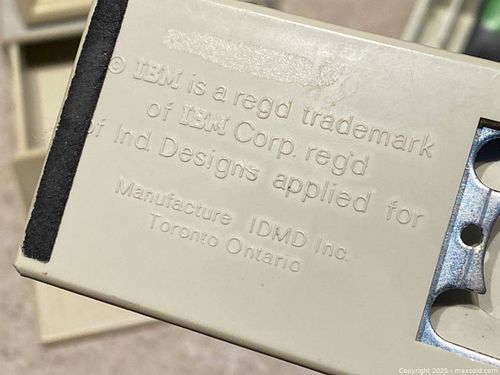 © IBM is a regd trademark
of IBM Corp. reg'd
of Ind. Designs applied for
Manufacture IDMD Inc.
Toronto Ontario
Copyright 2025 - maxsold.com